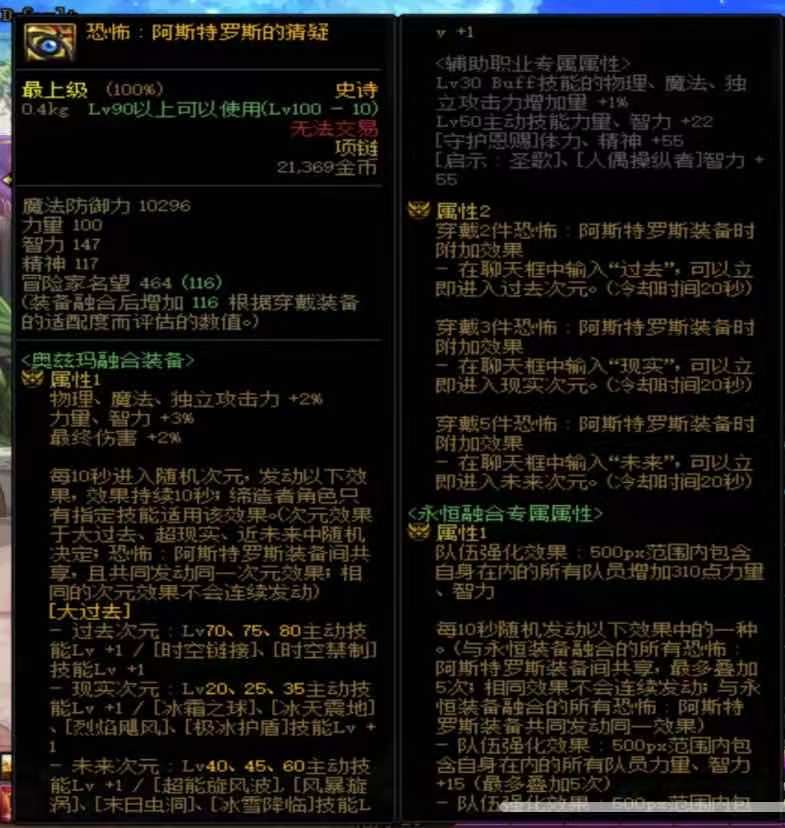 恐怖：阿斯特罗斯的猜疑
最上级 （100%）
史诗
0.4kg
Lv90以上可以使用(Lv100 - 10)
无法交易
项链
21,369金币
魔法防御力 10296
力量 100
智力 147
精神 117
冒险家名望 464 (116)
(装备融合后增加 116 根据穿戴装备
的适配度而评估的数值。)
<奥兹玛融合装备>
属性1
物理、魔法、独立攻击力 +2%
力量、智力 +3%
最终伤害 +2%
每10秒进入随机次元，发动以下效
果，效果持续10秒；缔造者角色只
有指定技能适用该效果。(次元效果
于大过去、超现实、近未来中随机
决定；恐怖：阿斯特罗斯装备间共
享，且共同发动同一次元效果；相
同的次元效果不会连续发动)
[大过去]
- 过去次元：Lv70、75、80主动技
能Lv +1 / [时空链接]、[时空禁制]
技能Lv +1
- 现实次元：Lv20、25、35主动技
能Lv +1 / [冰霜之球]、[冰天震地]
、[烈焰飓风]、[极冰护盾]技能Lv +
1
- 未来次元：Lv40、45、60主动技
能Lv +1 / [超能旋风波]、[风暴旋
涡]、[末日虫洞]、[冰雪降临]技能L
v +1
<辅助职业专属属性>
Lv30 Buff技能的物理、魔法、独
立攻击力增加量 +1%
Lv50主动技能力量、智力 +22
[守护恩赐]体力、精神 +55
[启示：圣歌]、[人偶操纵者]智力 +
55
属性2
穿戴2件恐怖：阿斯特罗斯装备时
附加效果
- 在聊天框中输入“过去”，可以立
即进入过去次元。(冷却时间20秒)
穿戴3件恐怖：阿斯特罗斯装备时
附加效果
- 在聊天框中输入“现实”，可以立
即进入现实次元。(冷却时间20秒)
穿戴5件恐怖：阿斯特罗斯装备时
附加效果
- 在聊天框中输入“未来”，可以立
即进入未来次元。(冷却时间20秒)
<永恒融合专属属性>
属性1
队伍强化效果：500px范围内包含
自身在内的所有队员增加310点力量
、智力
每10秒随机发动以下效果中的一种
。(与永恒装备融合的所有恐怖：
阿斯特罗斯装备间共享，最多叠加
5次；相同效果不会连续发动；与永
恒装备融合的所有恐怖：阿斯特
罗斯装备共同发动同一效果)
- 队伍强化效果：500px范围内包
含自身在内的所有队员力量、智力
+15 (最多叠加5次)
- 队伍强化效果：500px范围内包